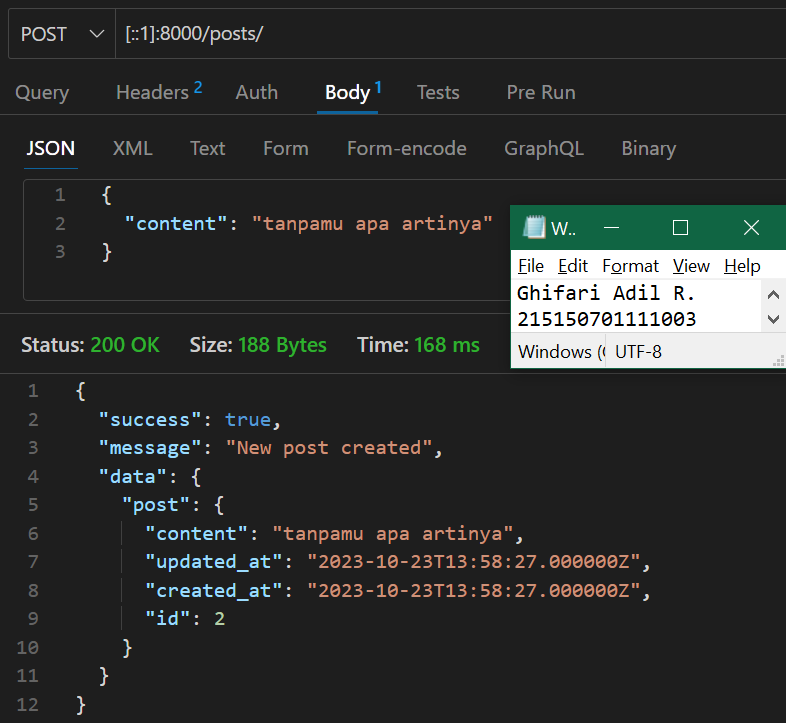 POST [::1]:8000/posts/
Query Headers 2 Auth Body 1 Tests Pre Run
JSON XML Text Form Form-encode GraphQL Binary
1 {
2 "content": "tanpamu apa artinya"
3 }
W..
File Edit Format View Help
Ghifari Adil R.
215150701111003
Windows ( UTF-8
Status: 200 OK Size: 188 Bytes Time: 168 ms
1 {
2 "success": true,
3 "message": "New post created",
4 "data": {
5 "post": {
6 "content": "tanpamu apa artinya",
7 "updated_at": "2023-10-23T13:58:27.000000Z",
8 "created_at": "2023-10-23T13:58:27.000000Z",
9 "id": 2
10 }
11 }
12 }